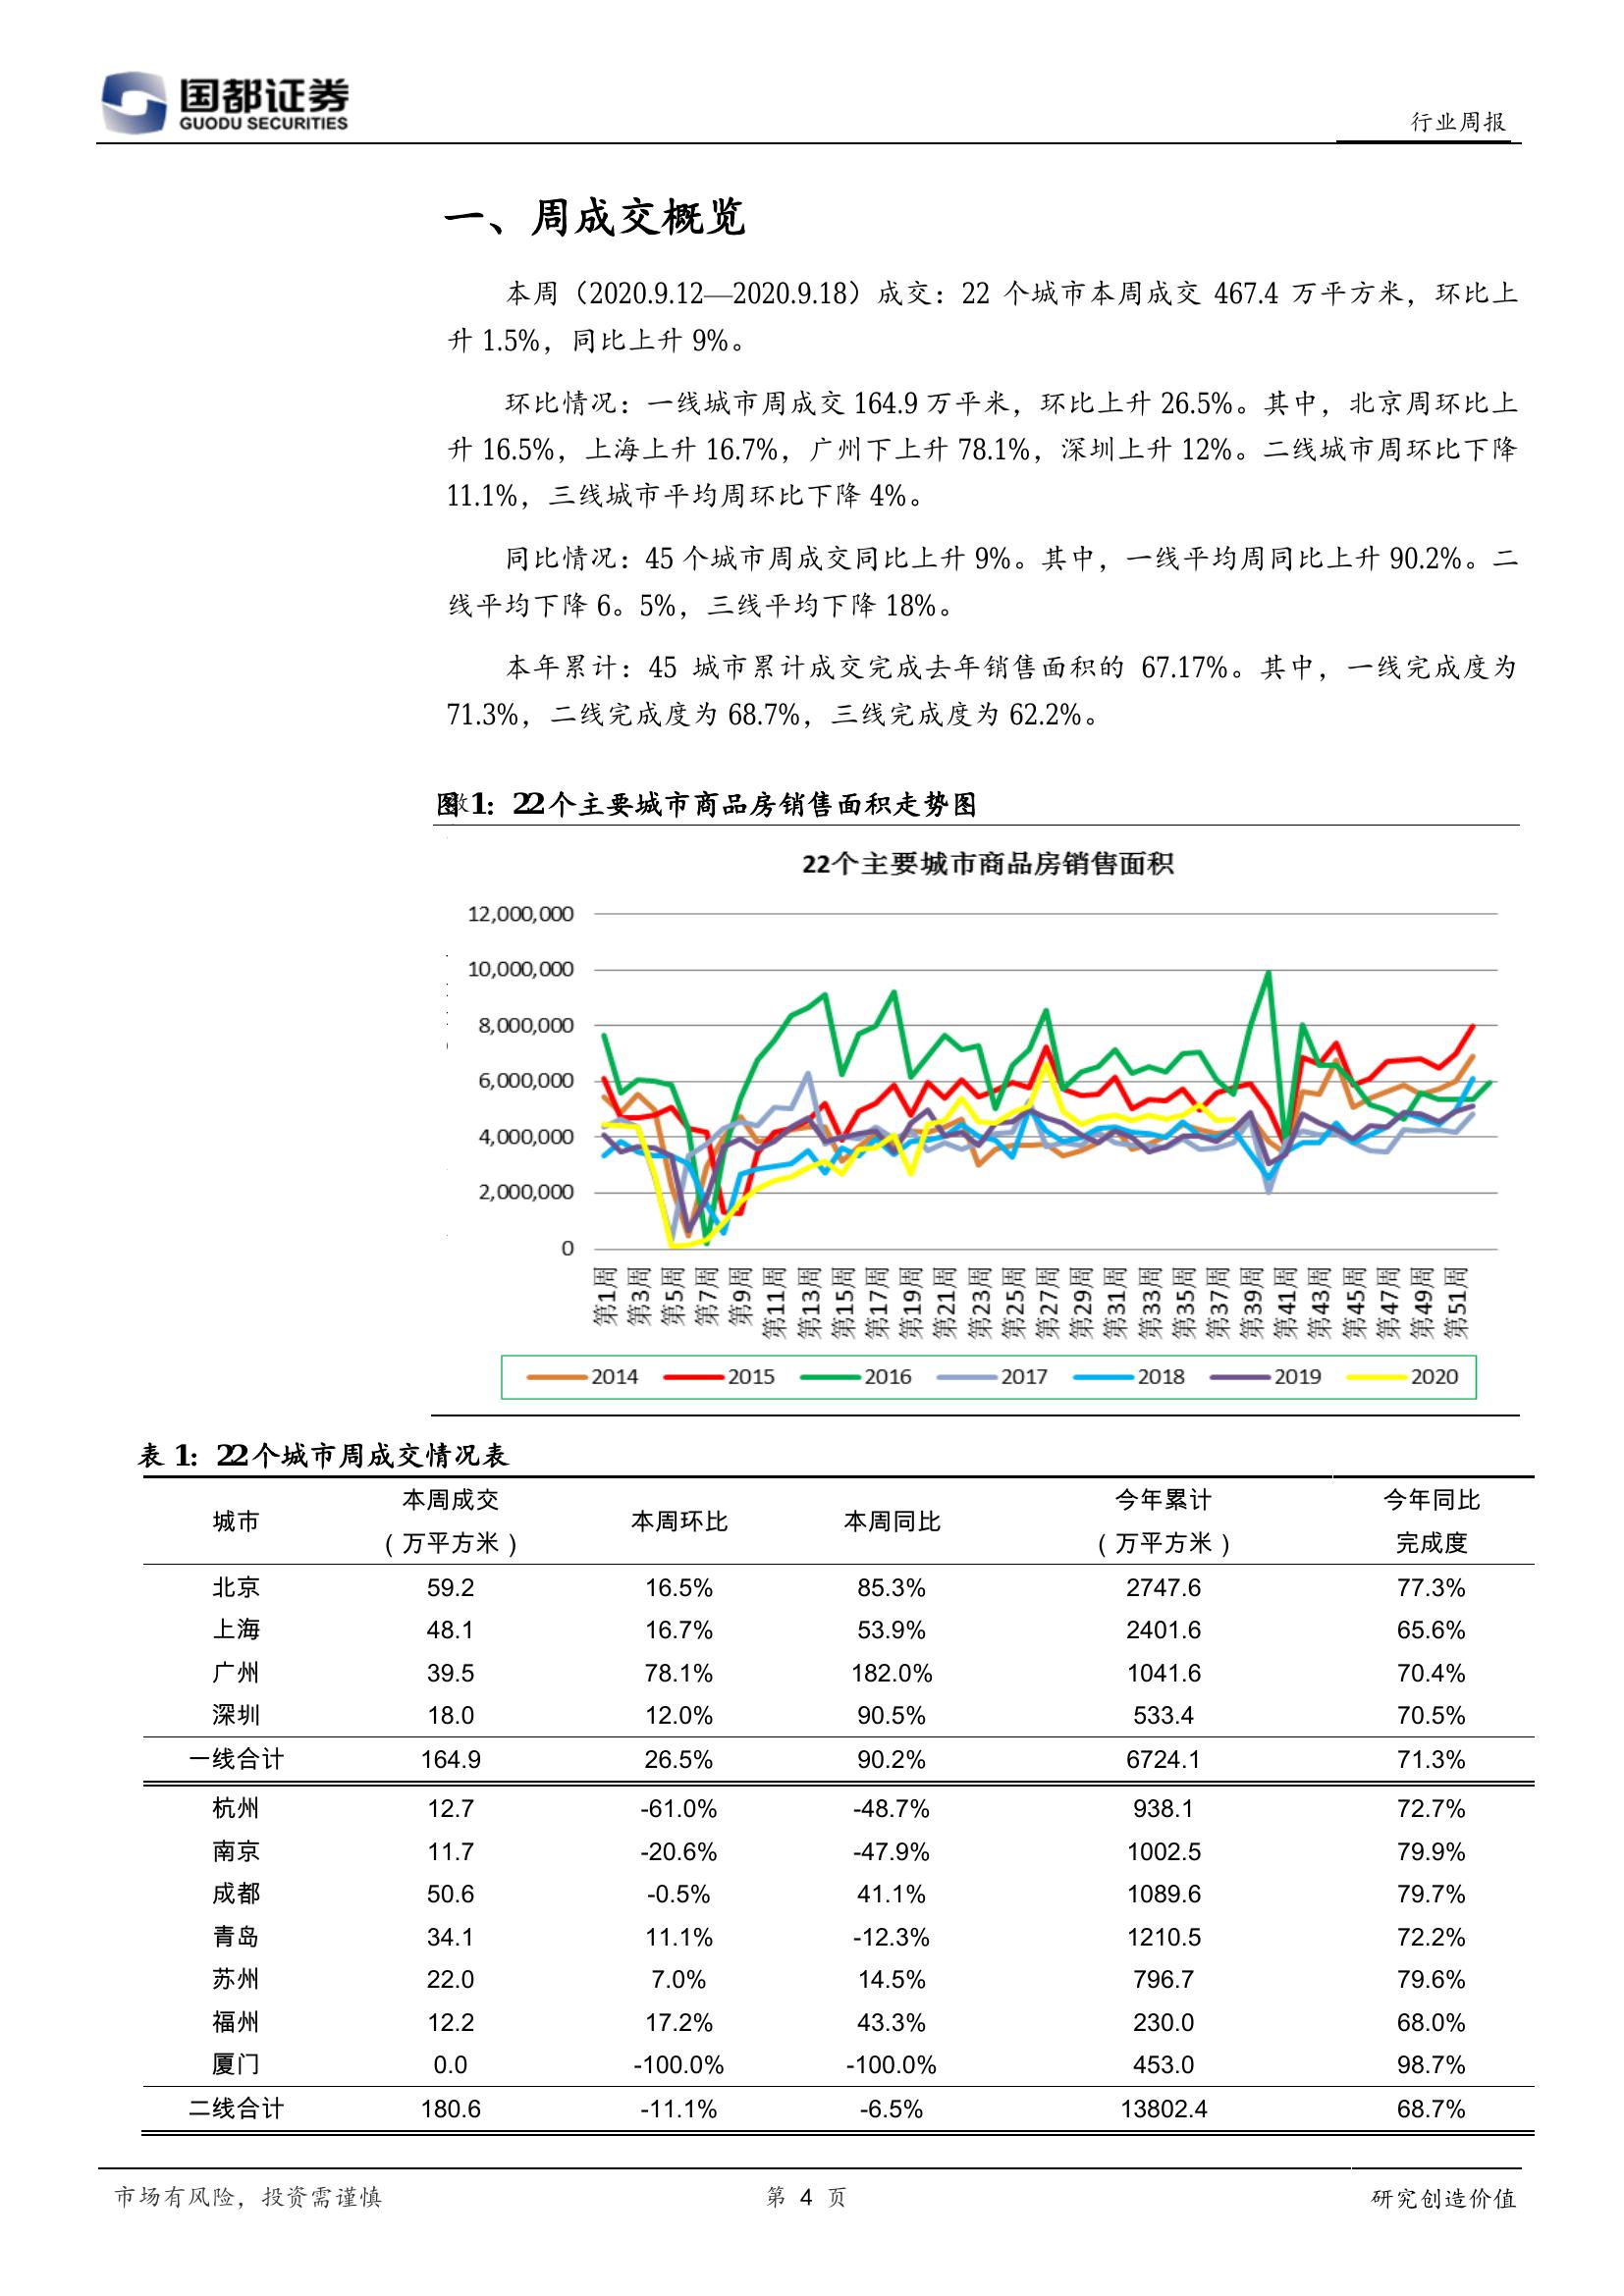 国都证券
GUODU SECURITIES
行业周报
一、周成交概览
本周（2020.9.12—2020.9.18）成交：22 个城市本周成交 467.4 万平方米，环比上
升 1.5%，同比上升 9%。
环比情况：一线城市周成交 164.9 万平米，环比上升 26.5%。其中，北京周环比上
升 16.5%，上海上升 16.7%，广州下上升 78.1%，深圳上升 12%。二线城市周环比下降
11.1%，三线城市平均周环比下降 4%。
同比情况：45 个城市周成交同比上升 9%。其中，一线平均周同比上升 90.2%。二
线平均下降 6。5%，三线平均下降 18%。
本年累计：45 城市累计成交完成去年销售面积的 67.17%。其中，一线完成度为
71.3%，二线完成度为 68.7%，三线完成度为 62.2%。
图 1：22 个主要城市商品房销售面积走势图
22个主要城市商品房销售面积
12,000,000
10,000,000
8,000,000
6,000,000
4,000,000
2,000,000
0
第1周 第3周 第5周 第7周 第9周 第11周 第13周 第15周 第17周 第19周 第21周 第23周 第25周 第27周 第29周 第31周 第33周 第35周 第37周 第39周 第41周 第43周 第45周 第47周 第49周 第51周
2014 2015 2016 2017 2018 2019 2020
表 1：22 个城市周成交情况表
城市 本周成交（万平方米） 本周环比 本周同比 今年累计（万平方米） 今年同比完成度
北京 59.2 16.5% 85.3% 2747.6 77.3%
上海 48.1 16.7% 53.9% 2401.6 65.6%
广州 39.5 78.1% 182.0% 1041.6 70.4%
深圳 18.0 12.0% 90.5% 533.4 70.5%
一线合计 164.9 26.5% 90.2% 6724.1 71.3%
杭州 12.7 -61.0% -48.7% 938.1 72.7%
南京 11.7 -20.6% -47.9% 1002.5 79.9%
成都 50.6 -0.5% 41.1% 1089.6 79.7%
青岛 34.1 11.1% -12.3% 1210.5 72.2%
苏州 22.0 7.0% 14.5% 796.7 79.6%
福州 12.2 17.2% 43.3% 230.0 68.0%
厦门 0.0 -100.0% -100.0% 453.0 98.7%
二线合计 180.6 -11.1% -6.5% 13802.4 68.7%
市场有风险，投资需谨慎
第 4 页
研究创造价值